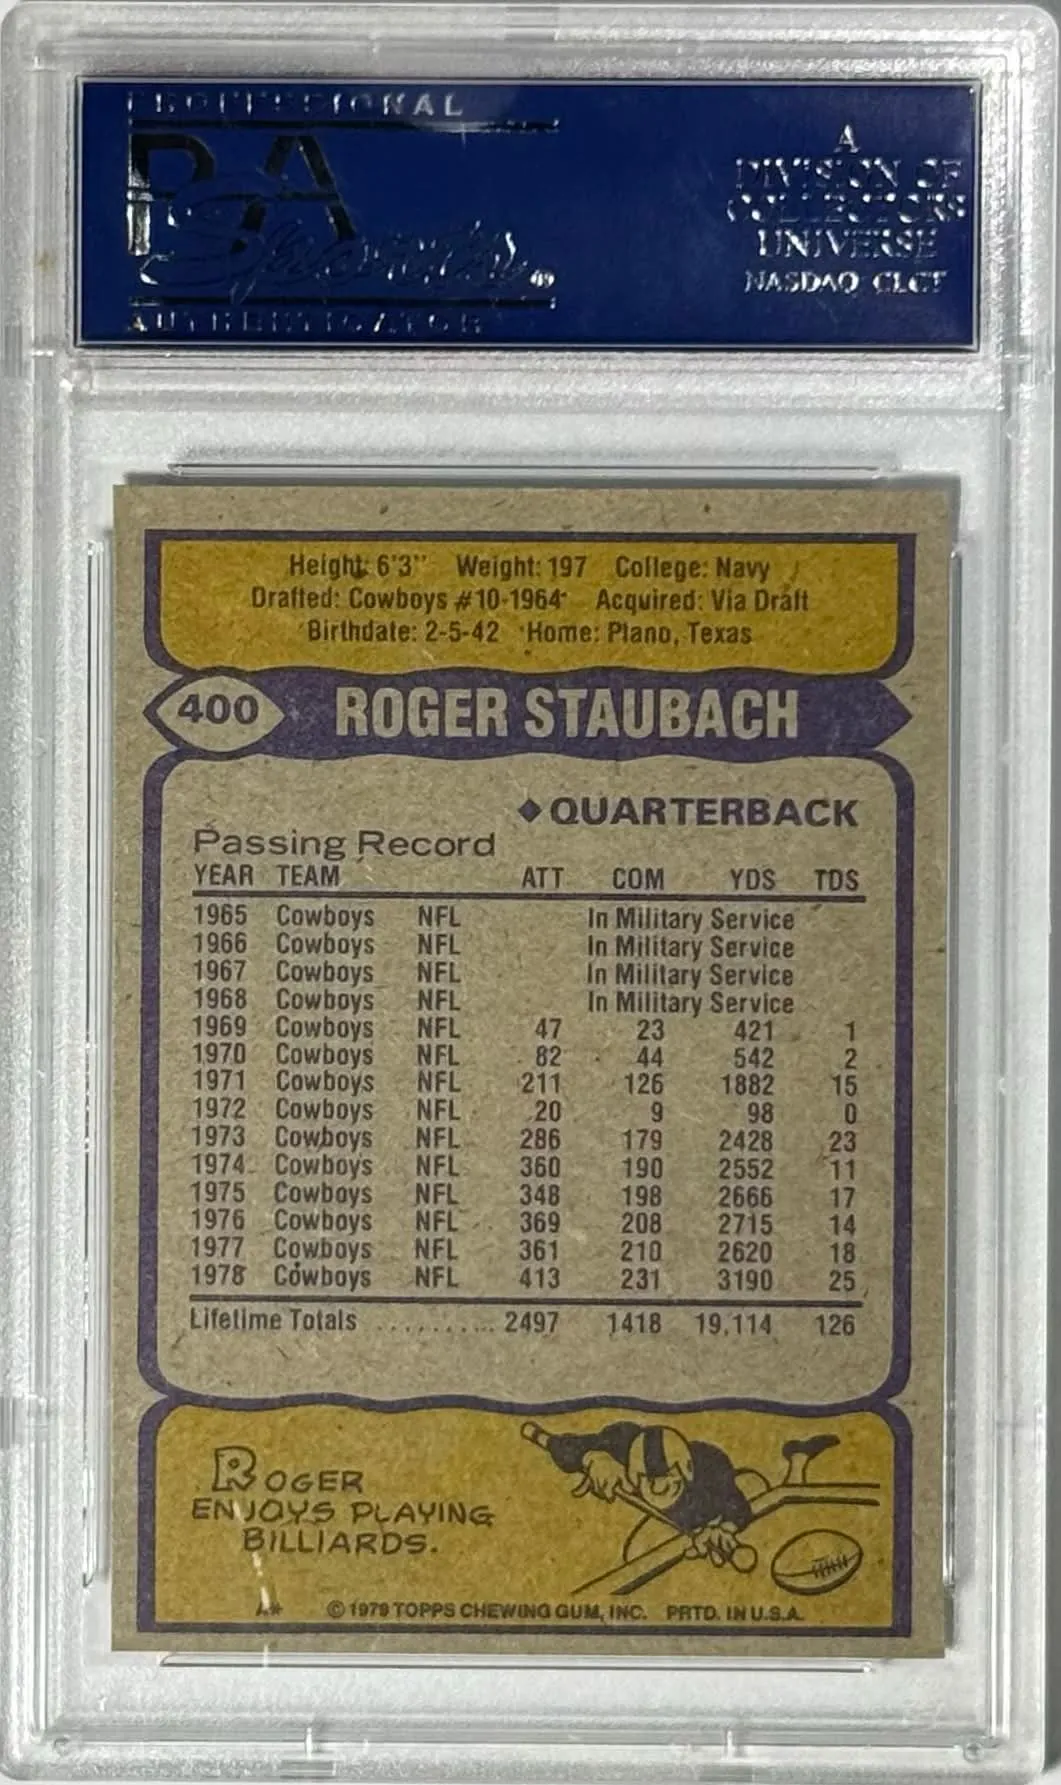 PROFESSIONAL
PSA
Sports ®
AUTHENTICATOR
A
DIVISION OF
COLLECTORS
UNIVERSE
NASDAQ CLCT
Height: 6'3" Weight: 197 College: Navy
Drafted: Cowboys #10-1964 Acquired: Via Draft
Birthdate: 2-5-42 Home: Plano, Texas
400 ROGER STAUBACH
◆QUARTERBACK
Passing Record
YEAR TEAM ATT COM YDS TDS
1965 Cowboys NFL In Military Service
1966 Cowboys NFL In Military Service
1967 Cowboys NFL In Military Service
1968 Cowboys NFL In Military Service
1969 Cowboys NFL 47 23 421 1
1970 Cowboys NFL 82 44 542 2
1971 Cowboys NFL 211 126 1882 15
1972 Cowboys NFL 20 9 98 0
1973 Cowboys NFL 286 179 2428 23
1974 Cowboys NFL 360 190 2552 11
1975 Cowboys NFL 348 198 2666 17
1976 Cowboys NFL 369 208 2715 14
1977 Cowboys NFL 361 210 2620 18
1978 Cowboys NFL 413 231 3190 25
Lifetime Totals .......... 2497 1418 19,114 126
ROGER
ENJOYS PLAYING
BILLIARDS.
A* © 1979 TOPPS CHEWING GUM, INC. PRTD. IN U.S.A.